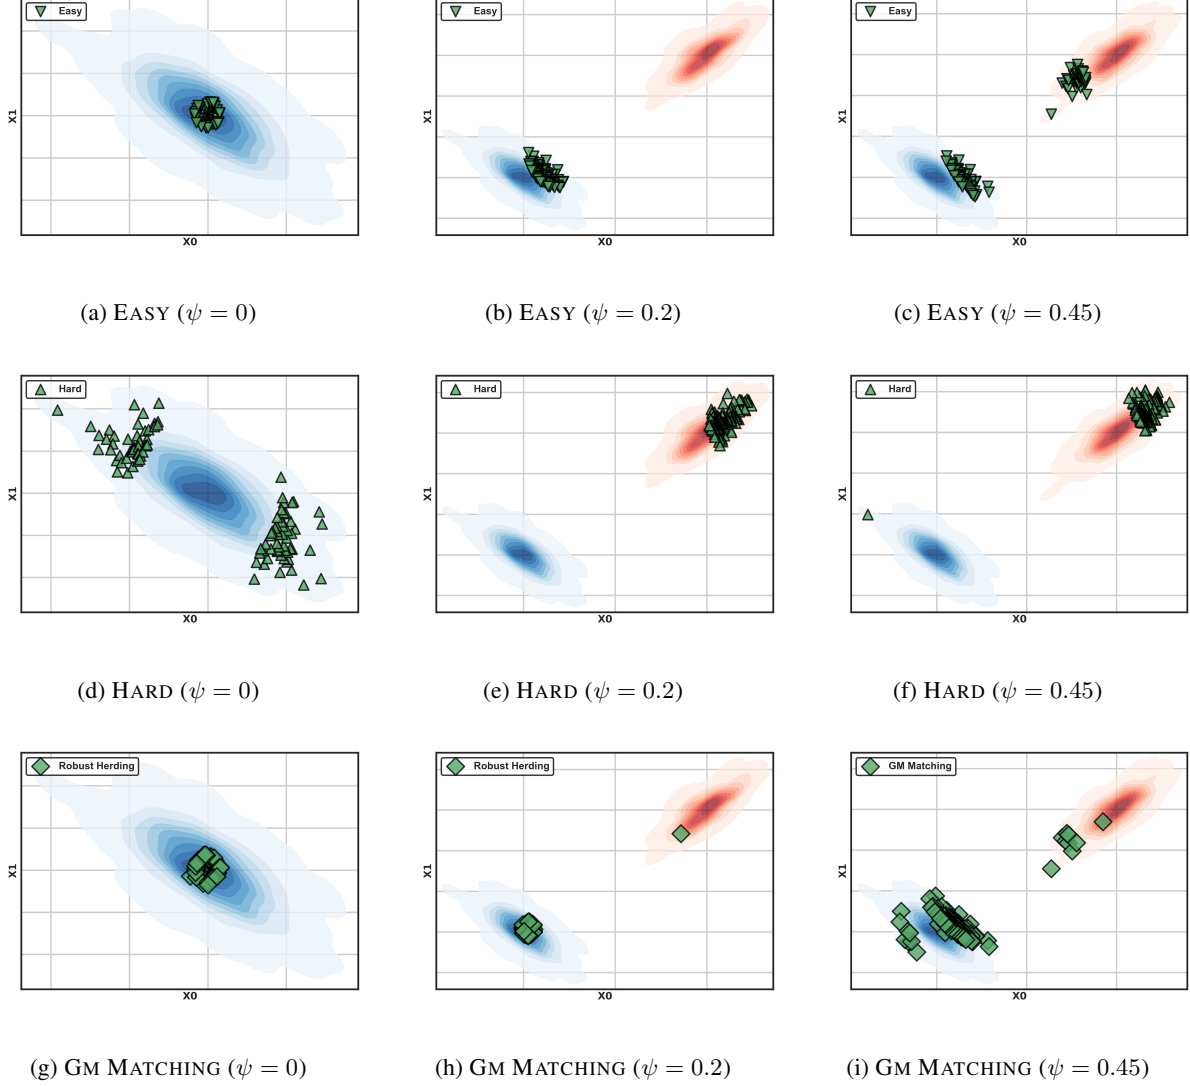 Easy
Easy
Easy
X1
X1
X1
X0
X0
X0
(a) EASY (ψ = 0)
(b) EASY (ψ = 0.2)
(c) EASY (ψ = 0.45)
Hard
Hard
Hard
X1
X1
X1
X0
X0
X0
(d) HARD (ψ = 0)
(e) HARD (ψ = 0.2)
(f) HARD (ψ = 0.45)
Robust Herding
Robust Herding
GM Matching
X1
X1
X1
X0
X0
X0
(g) GM MATCHING (ψ = 0)
(h) GM MATCHING (ψ = 0.2)
(i) GM MATCHING (ψ = 0.45)